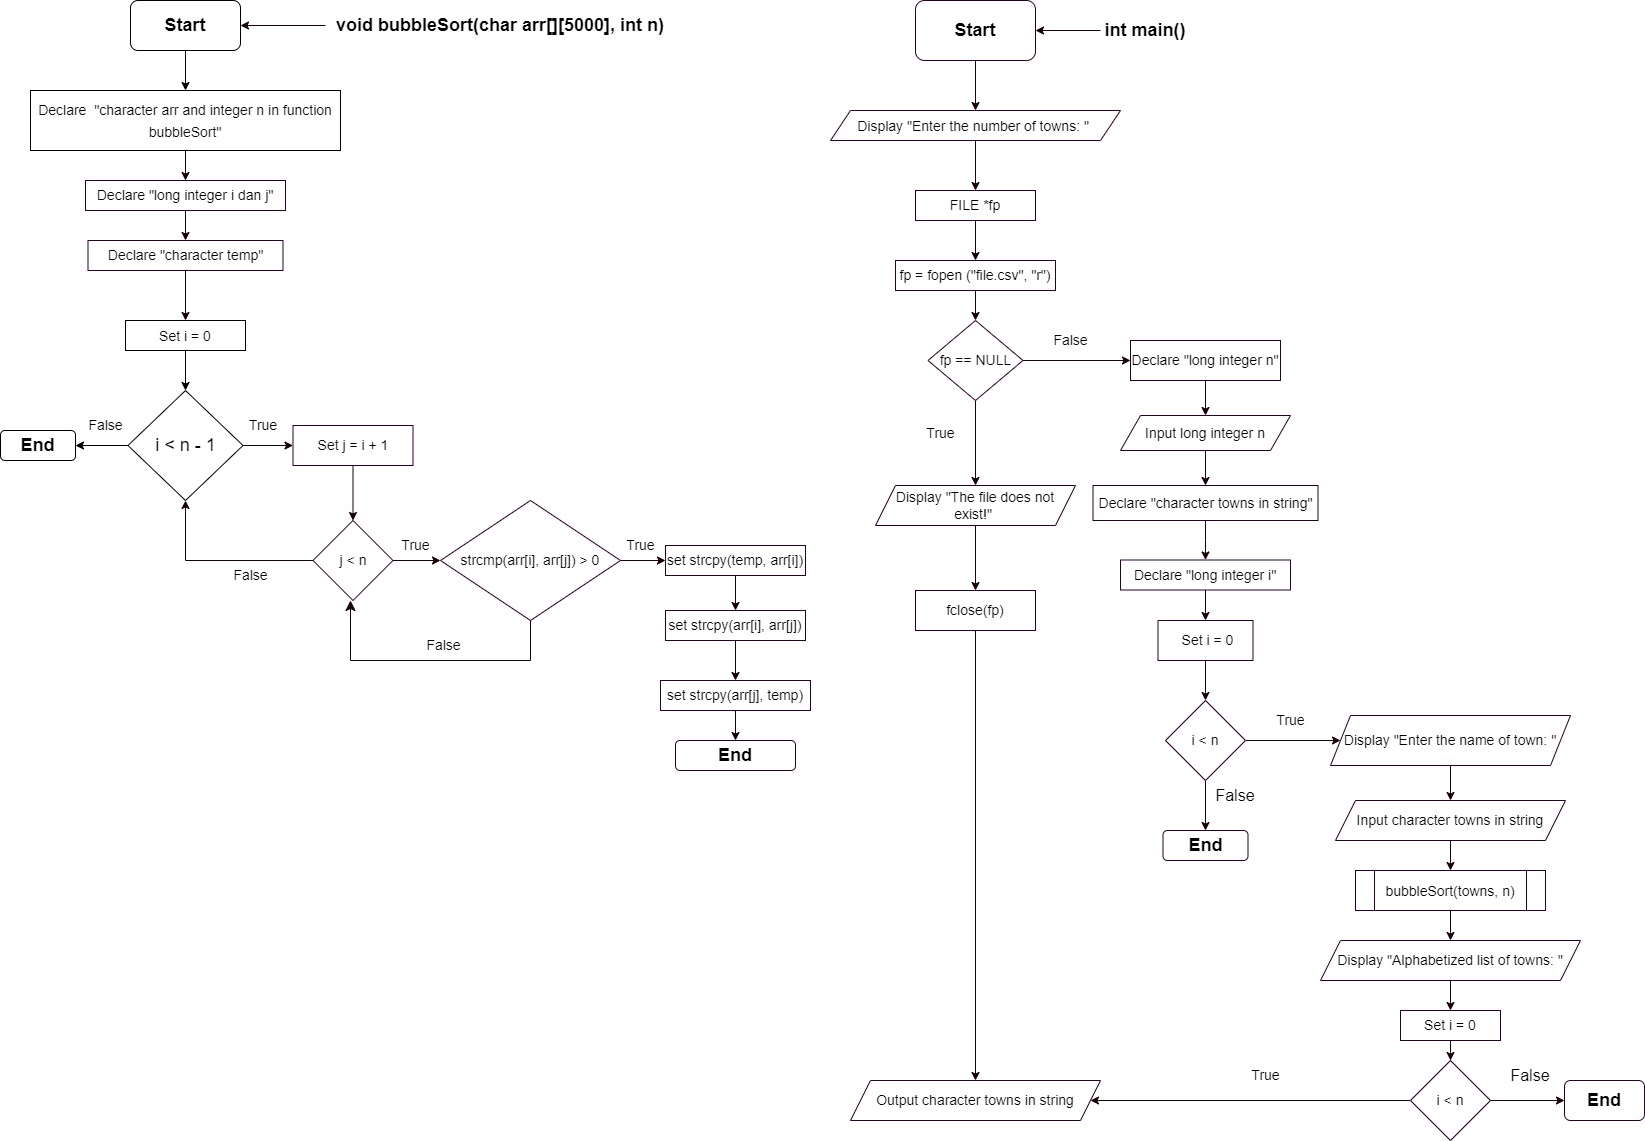 Start
void bubbleSort(char arr[][5000], int n)
Declare "character arr and integer n in function
bubbleSort"
Declare "long integer i dan j"
Declare "character temp"
Set i = 0
i < n - 1
False
True
End
Set j = i + 1
j < n
True
False
strcmp(arr[i], arr[j]) > 0
True
False
set strcpy(temp, arr[i])
set strcpy(arr[i], arr[j])
set strcpy(arr[j], temp)
End
Start
int main()
Display "Enter the number of towns: "
FILE *fp
fp = fopen ("file.csv", "r")
fp == NULL
False
True
Display "The file does not
exist!"
fclose(fp)
Declare "long integer n"
Input long integer n
Declare "character towns in string"
Declare "long integer i"
Set i = 0
i < n
True
False
End
Display "Enter the name of town: "
Input character towns in string
bubbleSort(towns, n)
Display "Alphabetized list of towns: "
Set i = 0
i < n
True
False
End
Output character towns in string